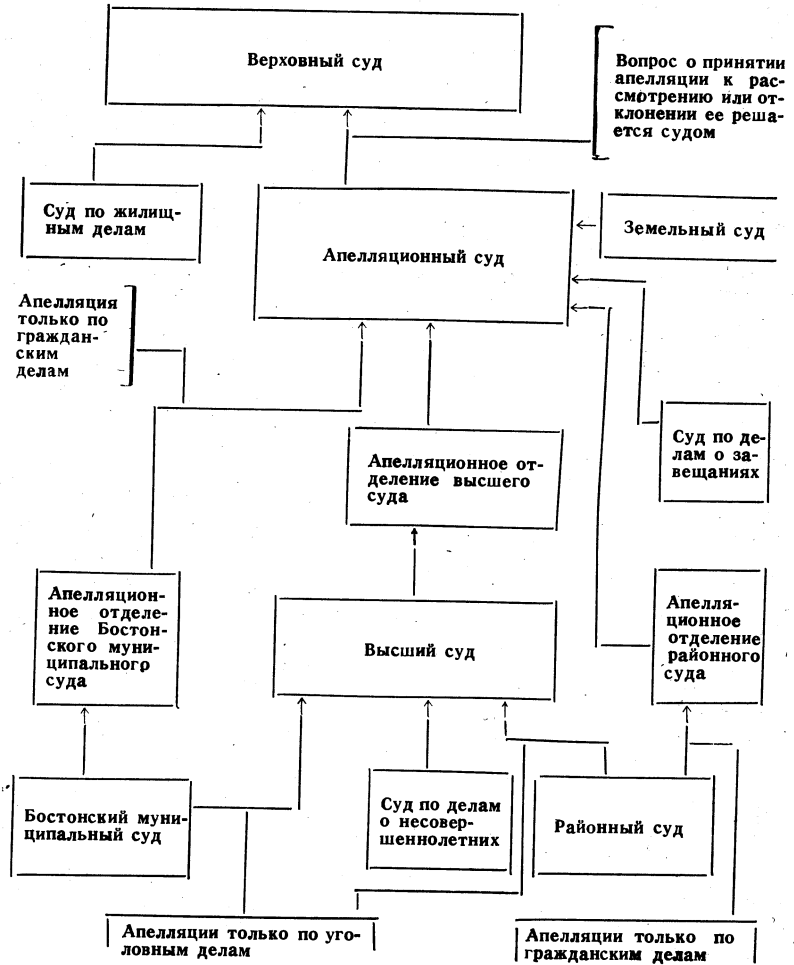 Верховный суд
Вопрос о принятии
апелляции к рас-
смотрению или от-
клонении ее реша-
ется судом
Суд по жилищ-
ным делам
Апелляционный суд
Земельный суд
Апелляция
только по
граждан-
ским
делам
Суд по де-
лам о за-
вещаниях
Апелляционное от-
деление высшего
суда
Апелляцион-
ное отделе-
ние Бостон-
ского муни-
ципального
суда
Высший суд
Апелля-
ционное
отделение
районного
суда
Бостонский муни-
ципальный суд
Суд по делам
о несовер-
шеннолетних
Районный суд
Апелляции только по уго-
ловным делам
Апелляции только по
гражданским делам